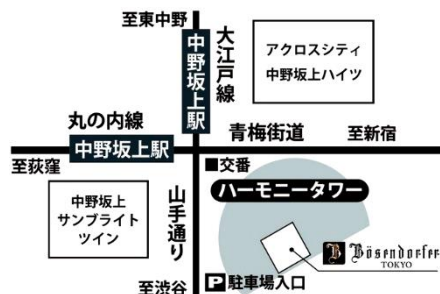 至東中野
中野坂上駅
大江戸線
アクロスシティ
中野坂上ハイツ
丸の内線
中野坂上駅
青梅街道
至新宿
至荻窪
■交番
ハーモニータワー
中野坂上
サンブライト
ツイン
山手通り
B Bösendorfer
TOKYO
P 駐車場入口
至渋谷